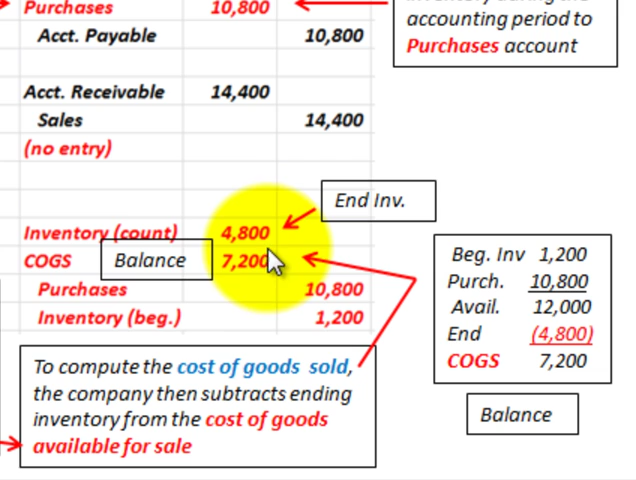 Purchases 10,800
accounting period to
Purchases account
Acct. Payable 10,800
Acct. Receivable 14,400
Sales 14,400
(no entry)
End Inv.
Inventory (count) 4,800
COGS Balance 7,200
Purchases 10,800
Inventory (beg.) 1,200
Beg. Inv 1,200
Purch. 10,800
Avail. 12,000
End (4,800)
COGS 7,200
Balance
To compute the cost of goods sold,
the company then subtracts ending
inventory from the cost of goods
available for sale